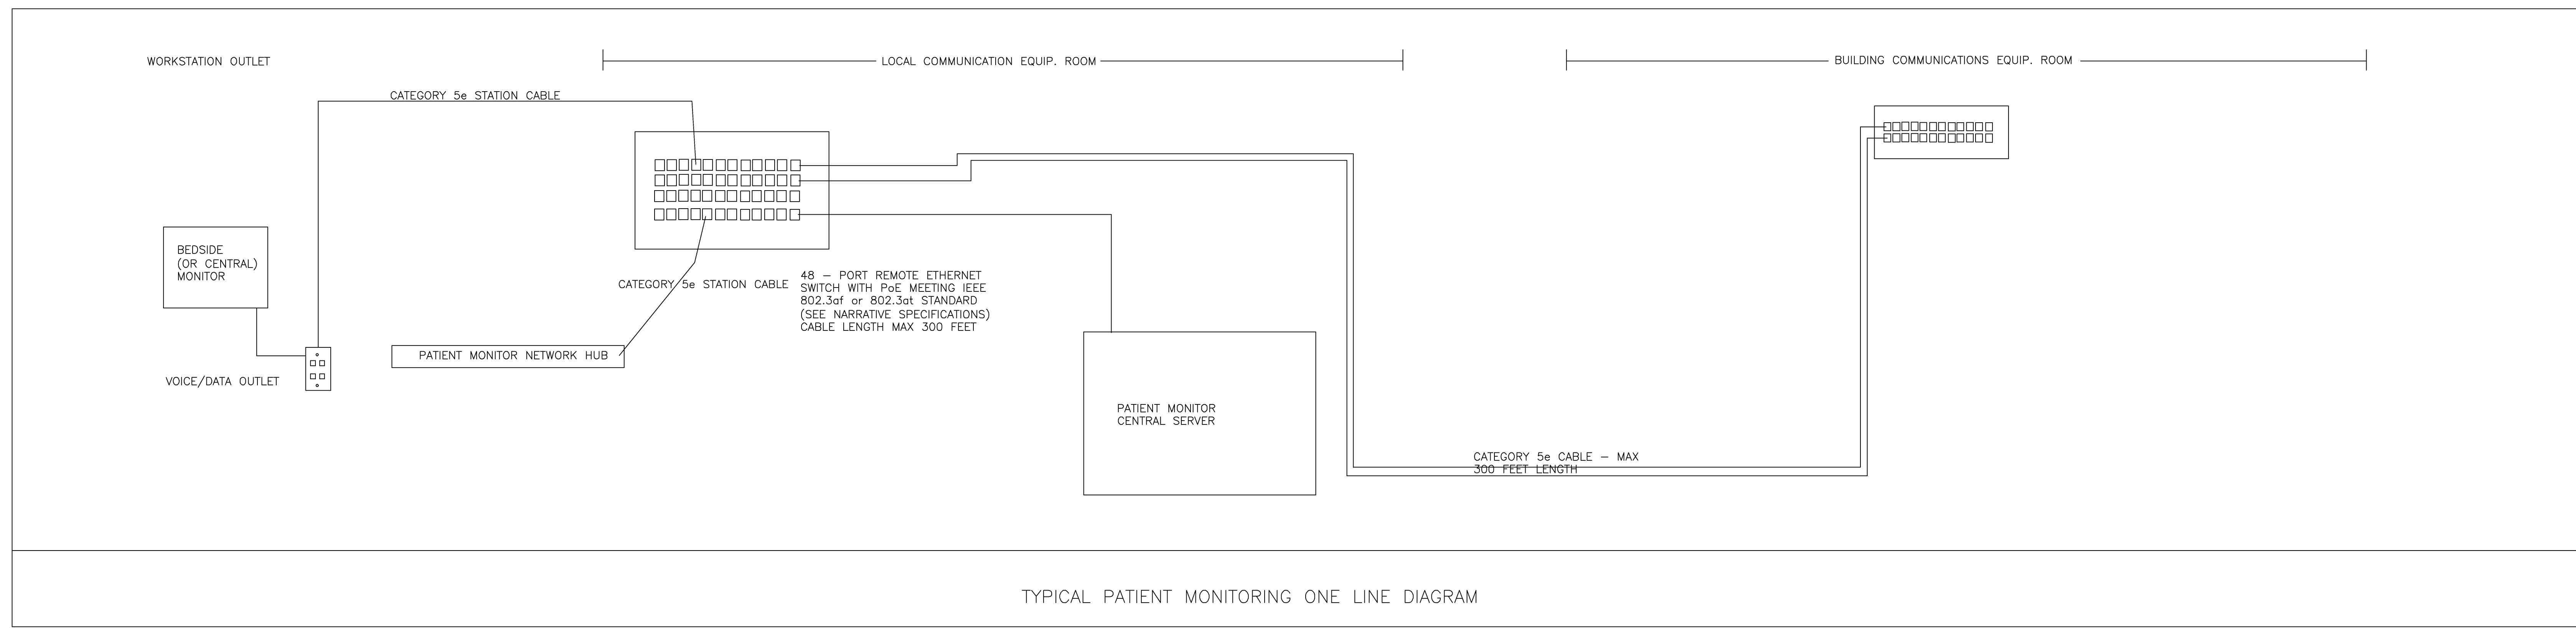 WORKSTATION OUTLET
LOCAL COMMUNICATION EQUIP. ROOM
BUILDING COMMUNICATIONS EQUIP. ROOM
CATEGORY 5e STATION CABLE
BEDSIDE
(OR CENTRAL)
MONITOR
CATEGORY 5e STATION CABLE
48 – PORT REMOTE ETHERNET
SWITCH WITH PoE MEETING IEEE
802.3af or 802.3at STANDARD
(SEE NARRATIVE SPECIFICATIONS)
CABLE LENGTH MAX 300 FEET
PATIENT MONITOR NETWORK HUB
VOICE/DATA OUTLET
PATIENT MONITOR
CENTRAL SERVER
CATEGORY 5e CABLE – MAX
300 FEET LENGTH
TYPICAL PATIENT MONITORING ONE LINE DIAGRAM